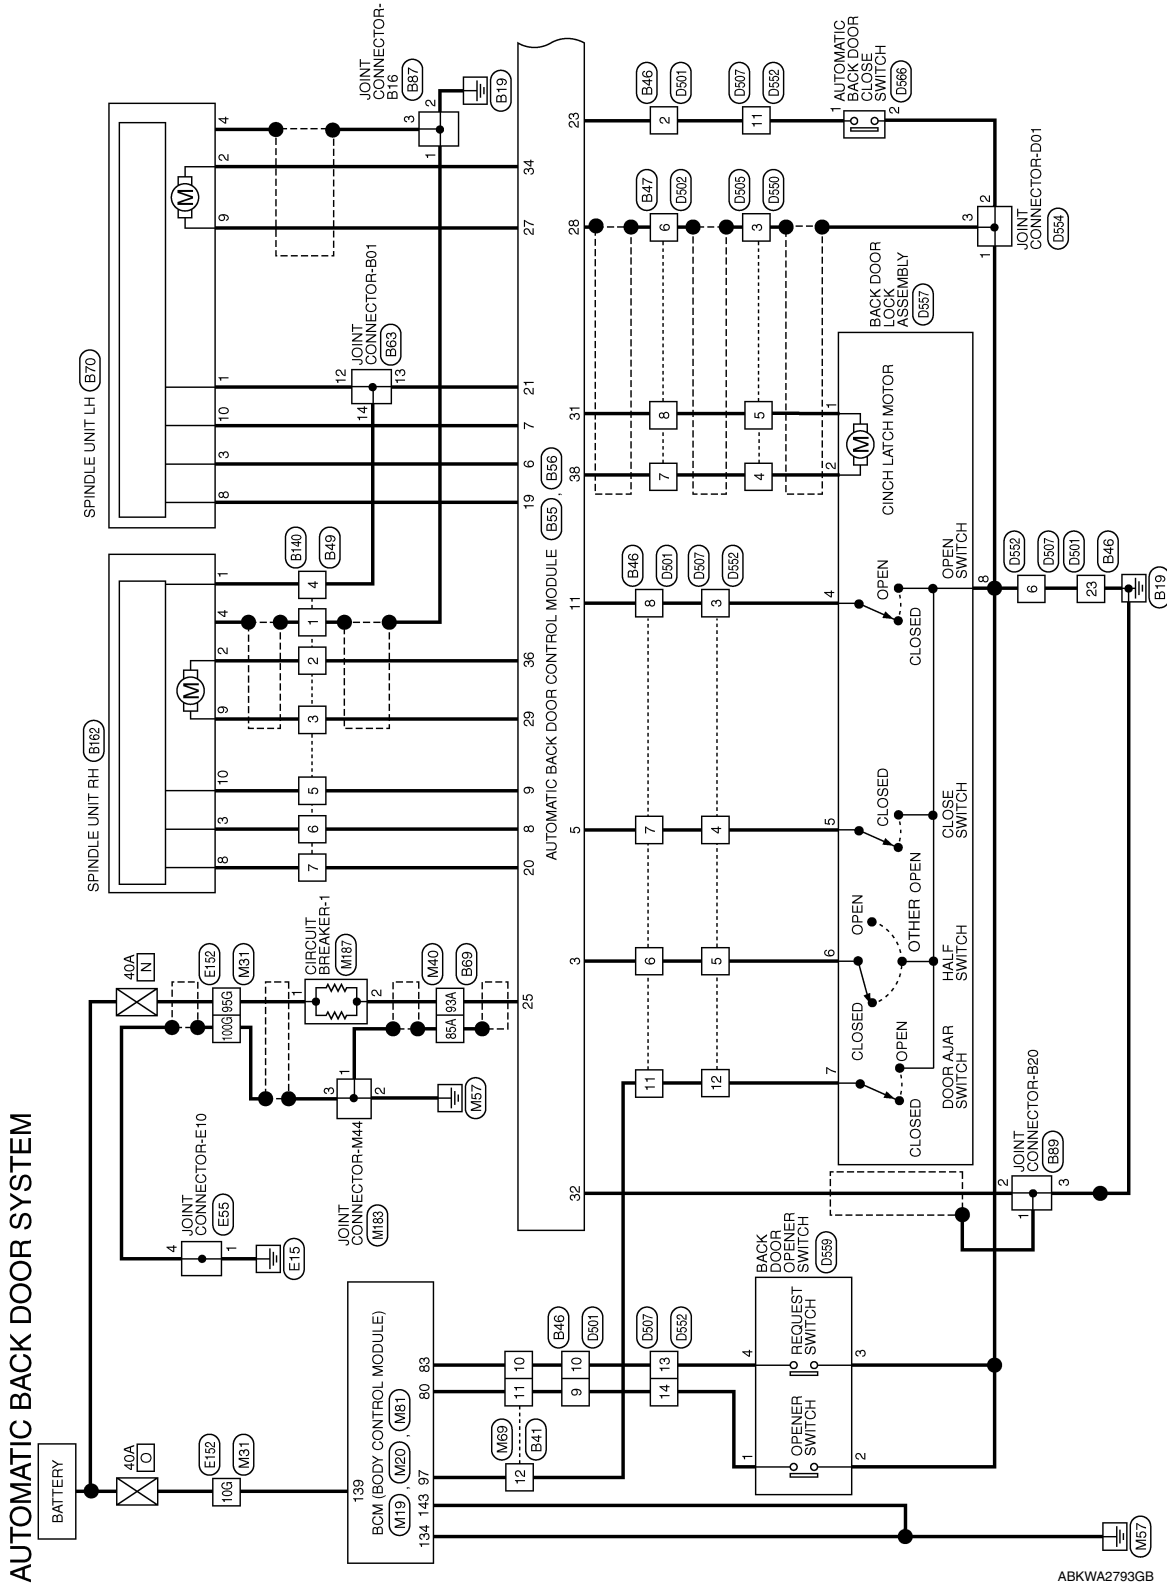 AUTOMATIC BACK DOOR SYSTEM
BATTERY
40A
O
E152
M31
10G
139
BCM (BODY CONTROL MODULE)
M19 , M20 , M81
134
143
97
80
83
M57
12
M69
B41
11
10
9
10
B46
D501
14
13
D507
D552
1
4
OPENER
SWITCH
REQUEST
SWITCH
BACK
DOOR
OPENER
SWITCH
D559
2
3
40A
N
JOINT
CONNECTOR-E10
E55
4
1
E15
E152
M31
100G
95G
CIRCUIT
BREAKER-1
M187
1
2
3
1
2
JOINT
CONNECTOR-M44
M183
M57
M40
B69
85A
93A
25
SPINDLE UNIT RH
B162
M
8
3
10
9
2
4
1
7
6
5
3
2
1
4
B140
B49
20
8
9
29
36
SPINDLE UNIT LH
B70
M
8
3
10
1
9
2
4
JOINT
CONNECTOR-B01
B63
12
13
14
JOINT
CONNECTOR-
B16
B87
3
2
1
B19
19
6
7
21
27
34
AUTOMATIC BACK DOOR CONTROL MODULE
B55 , B56
32
3
5
11
38
31
28
23
11
6
7
8
B46
D501
12
5
4
3
D507
D552
7
8
6
B47
D502
4
5
3
D505
D550
2
B46
D501
11
D507
D552
1
2
AUTOMATIC
BACK DOOR
CLOSE
SWITCH
D566
7
6
5
4
2
1
CLOSED
OPEN
DOOR AJAR
SWITCH
CLOSED
OPEN
OTHER OPEN
HALF
SWITCH
CLOSED
CLOSE
SWITCH
CLOSED
OPEN
OPEN
SWITCH
M
CINCH LATCH MOTOR
BACK DOOR
LOCK
ASSEMBLY
D557
8
3
2
1
JOINT
CONNECTOR-D01
D554
2
1
3
JOINT
CONNECTOR-B20
B89
6
23
D552
D507
D501
B46
B19
ABKWA2793GB